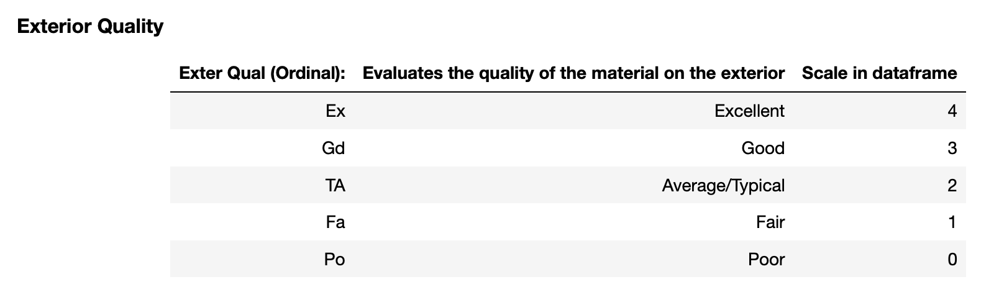 Exterior Quality
Exter Qual (Ordinal): Evaluates the quality of the material on the exterior Scale in dataframe
Ex Excellent 4
Gd Good 3
TA Average/Typical 2
Fa Fair 1
Po Poor 0